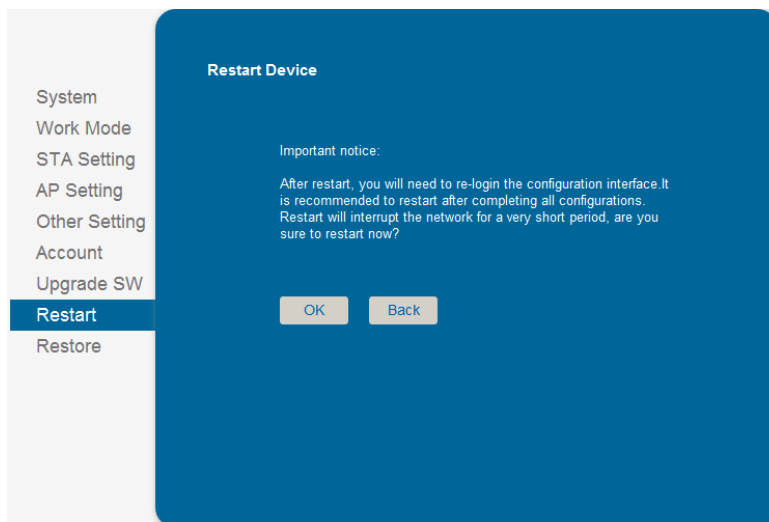 Restart Device
System
Work Mode
STA Setting
AP Setting
Other Setting
Account
Upgrade SW
Restart
Restore
Important notice:
After restart, you will need to re-login the configuration interface.It
is recommended to restart after completing all configurations.
Restart will interrupt the network for a very short period, are you
sure to restart now?
OK Back